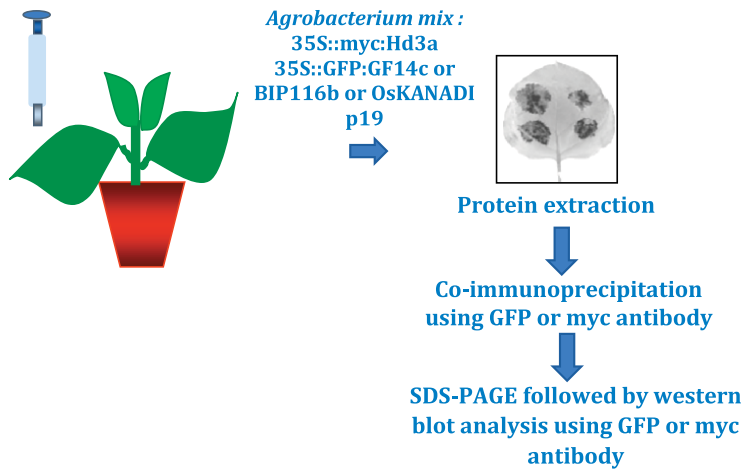 Agrobacterium mix :
35S::myc:Hd3a
35S::GFP:GF14c or
BIP116b or OsKANADI
p19
Protein extraction
Co-immunoprecipitation
using GFP or myc antibody
SDS-PAGE followed by western
blot analysis using GFP or myc
antibody